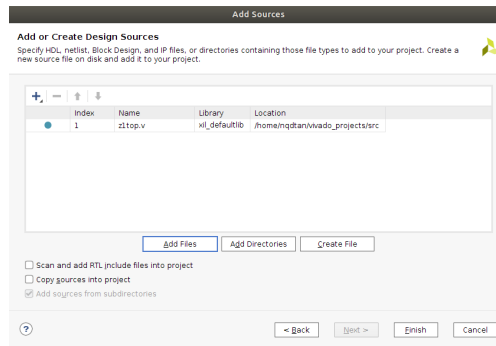 Add Sources
Add or Create Design Sources
Specify HDL, netlist, Block Design, and IP files, or directories containing those file types to add to your project. Create a
new source file on disk and add it to your project.
Index Name Library Location
1 z1top.v xil_defaultlib /home/nqdtan/vivado_projects/src
Add Files Add Directories Create File
Scan and add RTL include files into project
Copy sources into project
Add sources from subdirectories
? < Back Next > Finish Cancel